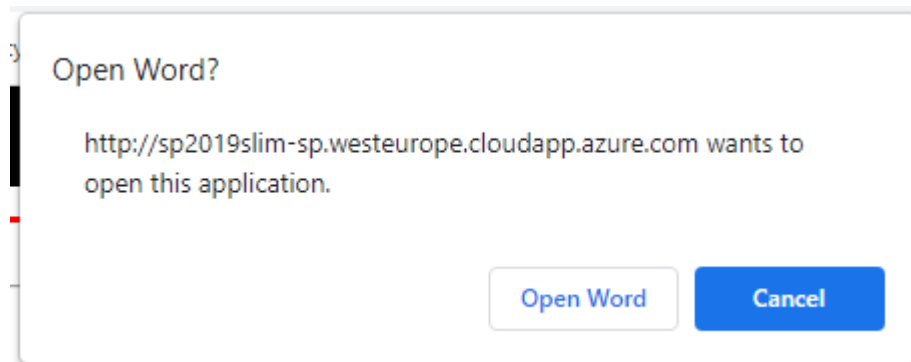 Open Word?
http://sp2019slim-sp.westeurope.cloudapp.azure.com wants to
open this application.
Open Word
Cancel